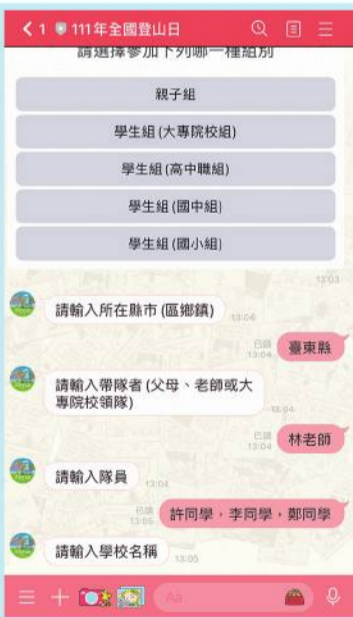 1 111年全國登山日
請選擇參加下列哪一種組別
親子組
學生組(大專院校組)
學生組(高中職組)
學生組(國中組)
學生組(國小組)
13:03
請輸入所在縣市(區鄉鎮)
13:04
已讀
13:04
臺東縣
請輸入帶隊者(父母、老師或大
專院校領隊)
13:04
已讀
13:04
林老師
請輸入隊員
13:04
已讀
13:05
許同學,李同學,鄭同學
請輸入學校名稱
13:05
Aa